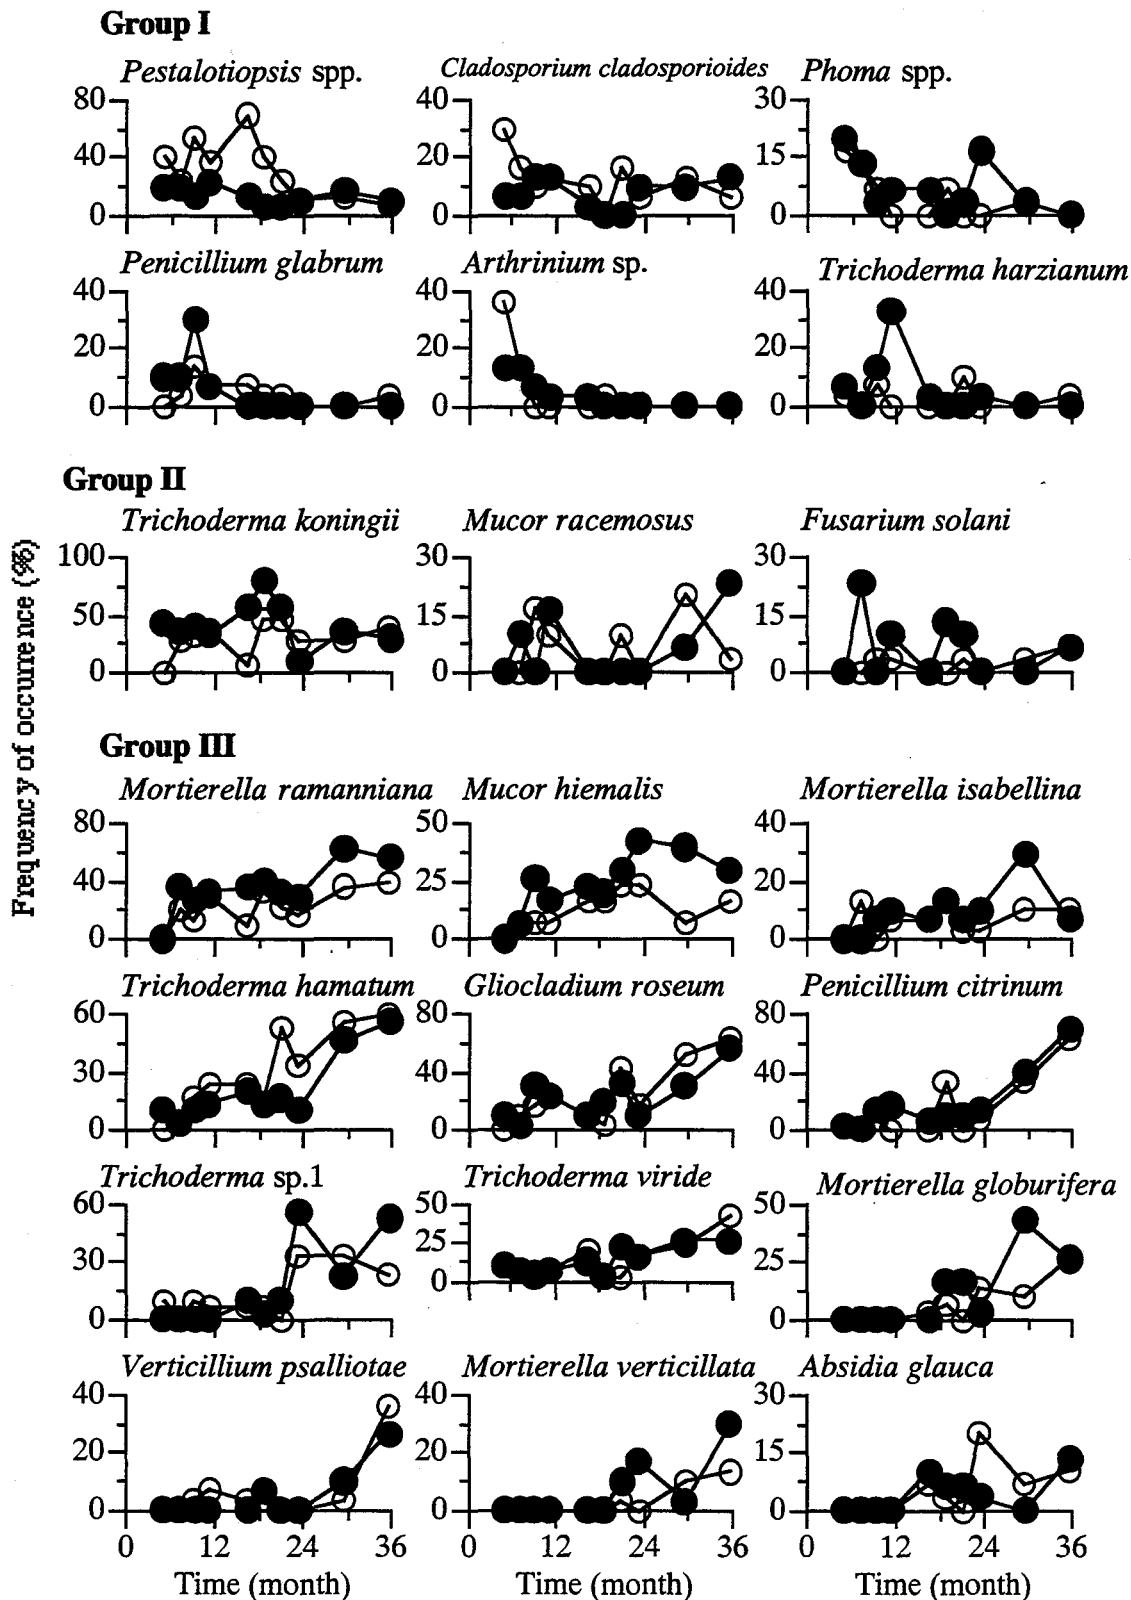 Group I
Pestalotiopsis spp. Cladosporium cladosporioides Phoma spp.
80 40 30
40 20 15
0 0 0
Penicillium glabrum Arthrinium sp. Trichoderma harzianum
40 40 40
20 20 20
0 0 0
Group II
Trichoderma koningii Mucor racemosus Fusarium solani
100 30 30
50 15 15
0 0 0
Group III
Mortierella ramanniana Mucor hiemalis Mortierella isabellina
80 50 40
40 25 20
0 0 0
Trichoderma hamatum Gliocladium roseum Penicillium citrinum
60 80 80
30 40 40
0 0 0
Trichoderma sp.1 Trichoderma viride Mortierella globurifera
60 50 50
30 25 25
0 0 0
Verticillium psalliotae Mortierella verticillata Absidia glauca
40 40 30
20 20 15
0 0 0
0 12 24 36 0 12 24 36 0 12 24 36
Time (month) Time (month) Time (month)
Frequency of occurrence (%)